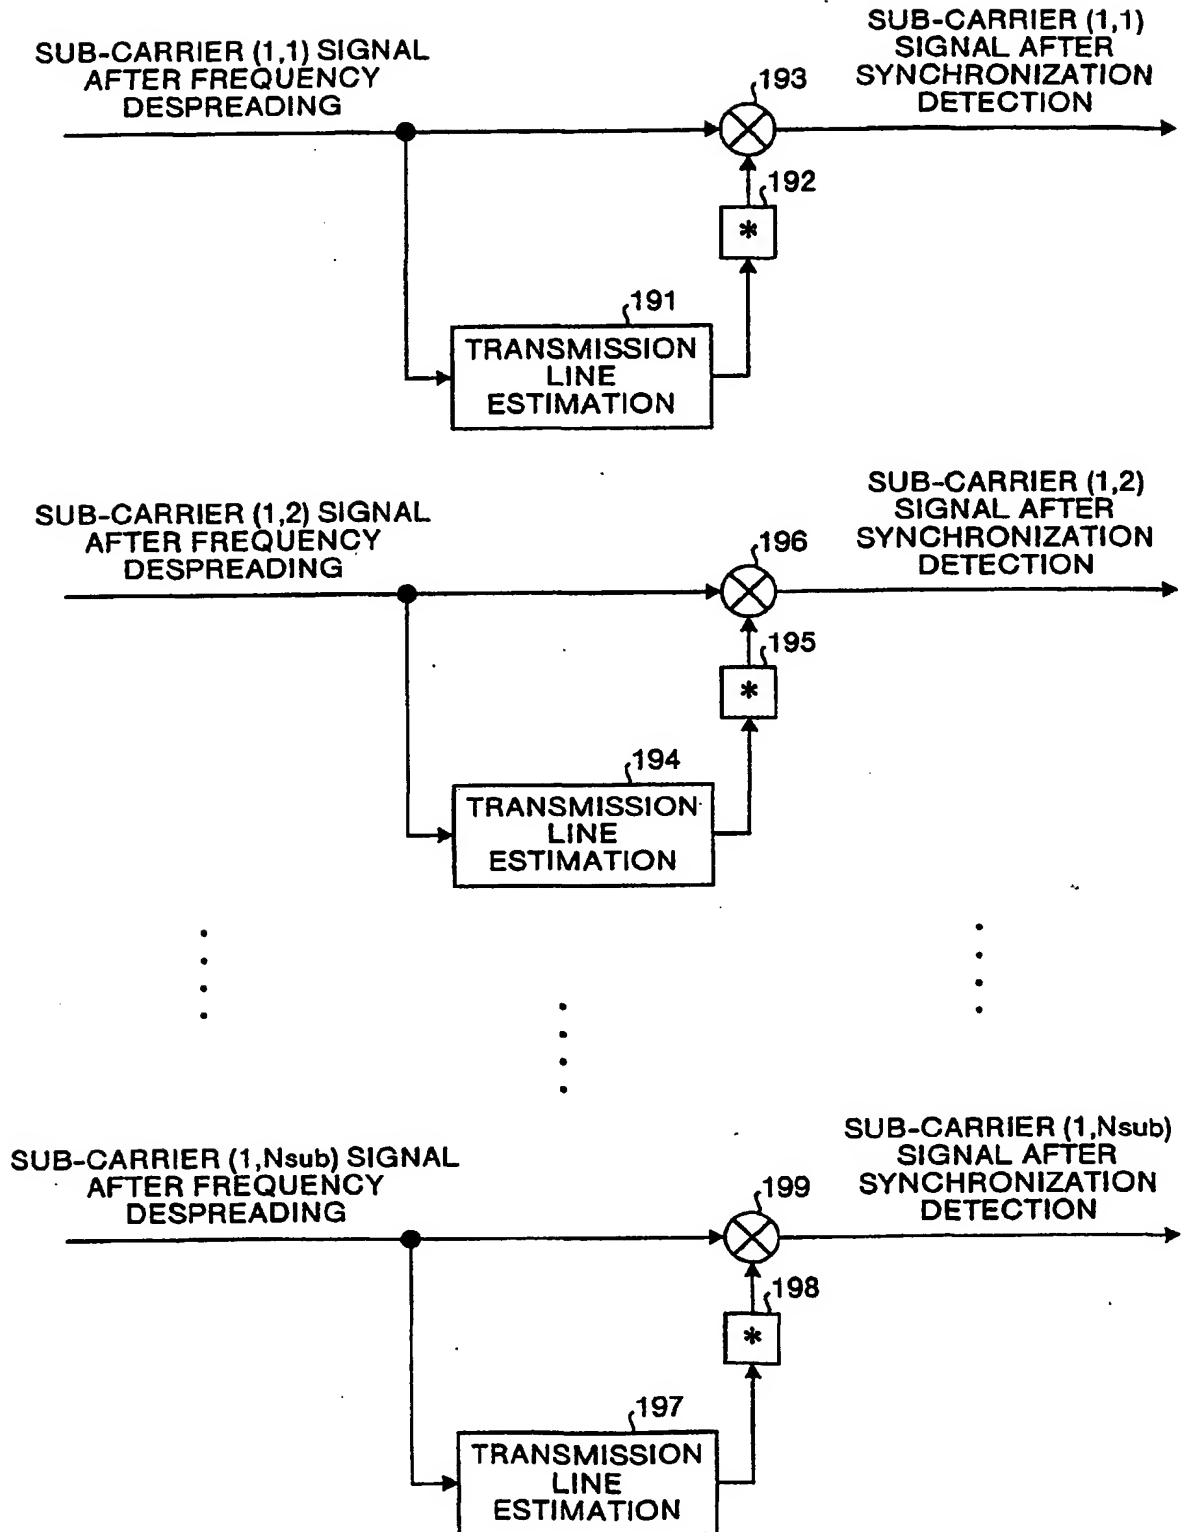 SUB-CARRIER (1,1) SIGNAL
AFTER FREQUENCY
DESPREADING
SUB-CARRIER (1,1)
SIGNAL AFTER
SYNCHRONIZATION
DETECTION
193
192
*
191
TRANSMISSION
LINE
ESTIMATION
SUB-CARRIER (1,2) SIGNAL
AFTER FREQUENCY
DESPREADING
SUB-CARRIER (1,2)
SIGNAL AFTER
SYNCHRONIZATION
DETECTION
196
195
*
194
TRANSMISSION
LINE
ESTIMATION
SUB-CARRIER (1,Nsub) SIGNAL
AFTER FREQUENCY
DESPREADING
SUB-CARRIER (1,Nsub)
SIGNAL AFTER
SYNCHRONIZATION
DETECTION
199
198
*
197
TRANSMISSION
LINE
ESTIMATION